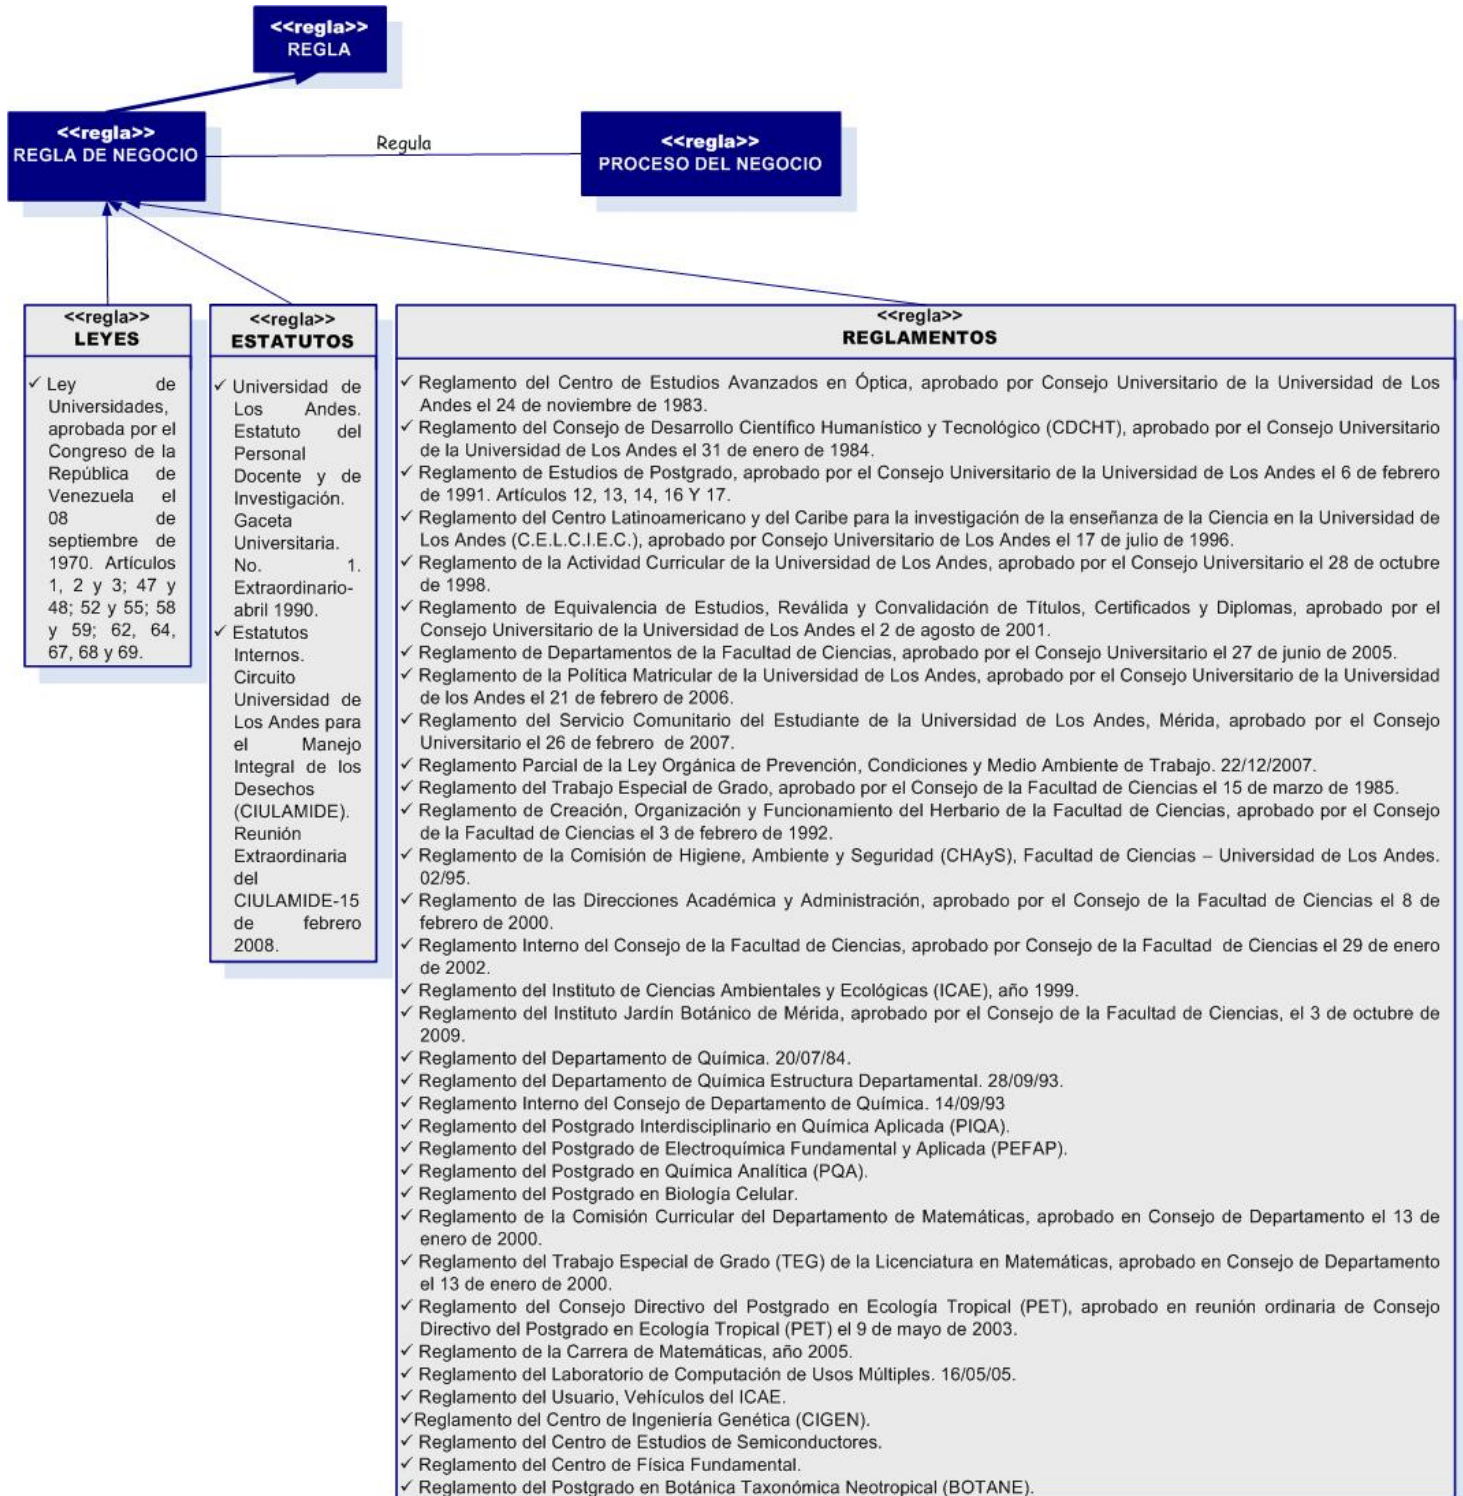 <<regla>>
REGLA
<<regla>>
REGLA DE NEGOCIO
Regula
<<regla>>
PROCESO DEL NEGOCIO
<<regla>>
LEYES
✓ Ley de
Universidades,
aprobada por el
Congreso de la
República de
Venezuela el
08 de
septiembre de
1970. Artículos
1, 2 y 3; 47 y
48; 52 y 55; 58
y 59; 62, 64,
67, 68 y 69.
<<regla>>
ESTATUTOS
✓ Universidad de
Los Andes.
Estatuto del
Personal
Docente y de
Investigación.
Gaceta
Universitaria.
No. 1.
Extraordinario-
abril 1990.
✓ Estatutos
Internos.
Circuito
Universidad de
Los Andes para
el Manejo
Integral de los
Desechos
(CIULAMIDE).
Reunión
Extraordinaria
del
CIULAMIDE-15
de febrero
2008.
<<regla>>
REGLAMENTOS
✓ Reglamento del Centro de Estudios Avanzados en Óptica, aprobado por Consejo Universitario de la Universidad de Los
Andes el 24 de noviembre de 1983.
✓ Reglamento del Consejo de Desarrollo Científico Humanístico y Tecnológico (CDCHT), aprobado por el Consejo Universitario
de la Universidad de Los Andes el 31 de enero de 1984.
✓ Reglamento de Estudios de Postgrado, aprobado por el Consejo Universitario de la Universidad de Los Andes el 6 de febrero
de 1991. Artículos 12, 13, 14, 16 Y 17.
✓ Reglamento del Centro Latinoamericano y del Caribe para la investigación de la enseñanza de la Ciencia en la Universidad de
Los Andes (C.E.L.C.I.E.C.), aprobado por Consejo Universitario de Los Andes el 17 de julio de 1996.
✓ Reglamento de la Actividad Curricular de la Universidad de Los Andes, aprobado por el Consejo Universitario el 28 de octubre
de 1998.
✓ Reglamento de Equivalencia de Estudios, Reválida y Convalidación de Títulos, Certificados y Diplomas, aprobado por el
Consejo Universitario de la Universidad de Los Andes el 2 de agosto de 2001.
✓ Reglamento de Departamentos de la Facultad de Ciencias, aprobado por el Consejo Universitario el 27 de junio de 2005.
✓ Reglamento de la Política Matricular de la Universidad de Los Andes, aprobado por el Consejo Universitario de la Universidad
de los Andes el 21 de febrero de 2006.
✓ Reglamento del Servicio Comunitario del Estudiante de la Universidad de Los Andes, Mérida, aprobado por el Consejo
Universitario el 26 de febrero de 2007.
✓ Reglamento Parcial de la Ley Orgánica de Prevención, Condiciones y Medio Ambiente de Trabajo. 22/12/2007.
✓ Reglamento del Trabajo Especial de Grado, aprobado por el Consejo de la Facultad de Ciencias el 15 de marzo de 1985.
✓ Reglamento de Creación, Organización y Funcionamiento del Herbario de la Facultad de Ciencias, aprobado por el Consejo
de la Facultad de Ciencias el 3 de febrero de 1992.
✓ Reglamento de la Comisión de Higiene, Ambiente y Seguridad (CHAyS), Facultad de Ciencias – Universidad de Los Andes.
02/95.
✓ Reglamento de las Direcciones Académica y Administración, aprobado por el Consejo de la Facultad de Ciencias el 8 de
febrero de 2000.
✓ Reglamento Interno del Consejo de la Facultad de Ciencias, aprobado por Consejo de la Facultad de Ciencias el 29 de enero
de 2002.
✓ Reglamento del Instituto de Ciencias Ambientales y Ecológicas (ICAE), año 1999.
✓ Reglamento del Instituto Jardín Botánico de Mérida, aprobado por el Consejo de la Facultad de Ciencias, el 3 de octubre de
2009.
✓ Reglamento del Departamento de Química. 20/07/84.
✓ Reglamento del Departamento de Química Estructura Departamental. 28/09/93.
✓ Reglamento Interno del Consejo de Departamento de Química. 14/09/93
✓ Reglamento del Postgrado Interdisciplinario en Química Aplicada (PIQA).
✓ Reglamento del Postgrado de Electroquímica Fundamental y Aplicada (PEFAP).
✓ Reglamento del Postgrado en Química Analítica (PQA).
✓ Reglamento del Postgrado en Biología Celular.
✓ Reglamento de la Comisión Curricular del Departamento de Matemáticas, aprobado en Consejo de Departamento el 13 de
enero de 2000.
✓ Reglamento del Trabajo Especial de Grado (TEG) de la Licenciatura en Matemáticas, aprobado en Consejo de Departamento
el 13 de enero de 2000.
✓ Reglamento del Consejo Directivo del Postgrado en Ecología Tropical (PET), aprobado en reunión ordinaria de Consejo
Directivo del Postgrado en Ecología Tropical (PET) el 9 de mayo de 2003.
✓ Reglamento de la Carrera de Matemáticas, año 2005.
✓ Reglamento del Laboratorio de Computación de Usos Múltiples. 16/05/05.
✓ Reglamento del Usuario, Vehículos del ICAE.
✓Reglamento del Centro de Ingeniería Genética (CIGEN).
✓ Reglamento del Centro de Estudios de Semiconductores.
✓ Reglamento del Centro de Física Fundamental.
✓ Reglamento del Postgrado en Botánica Taxonómica Neotropical (BOTANE).